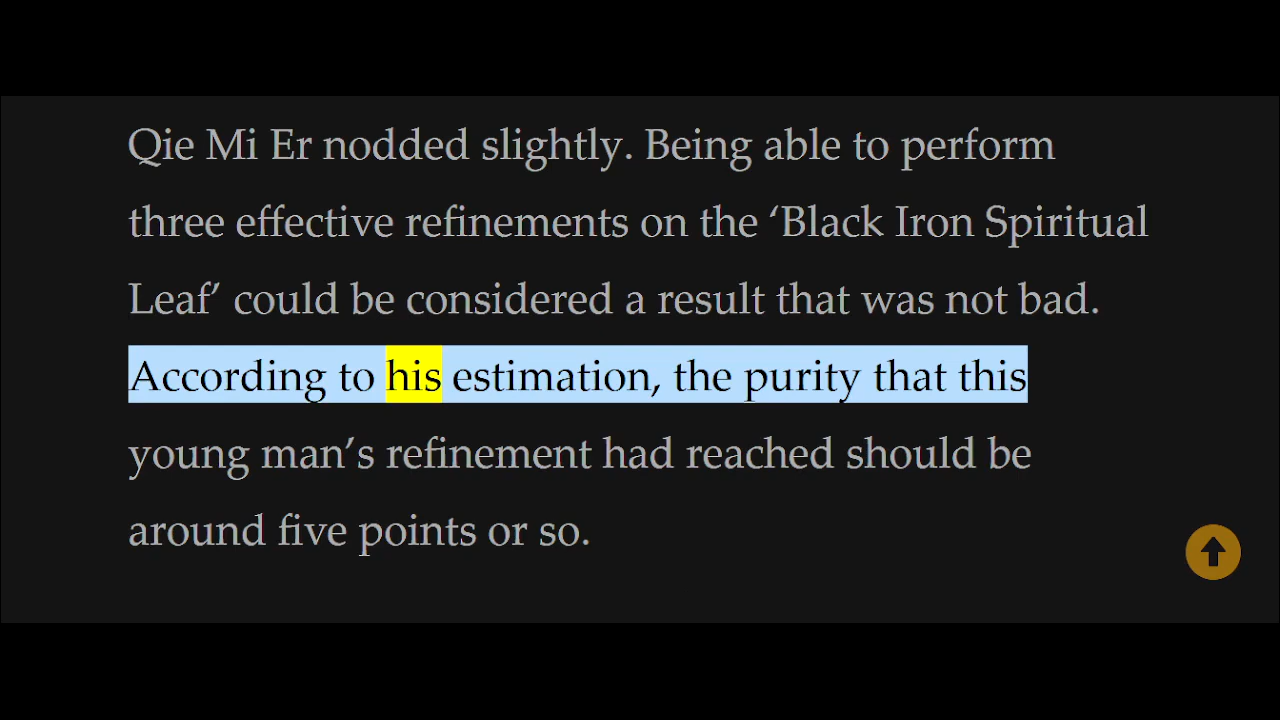 Qie Mi Er nodded slightly. Being able to perform
three effective refinements on the ‘Black Iron Spiritual
Leaf’ could be considered a result that was not bad.
According to his estimation, the purity that this
young man’s refinement had reached should be
around five points or so.